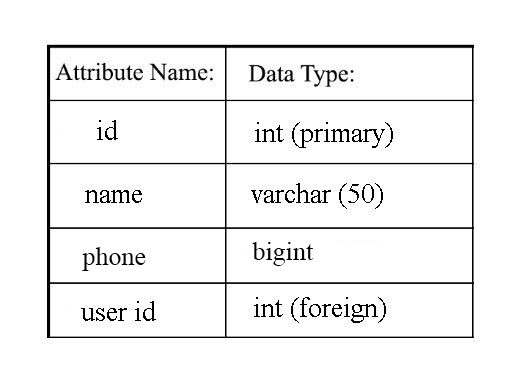 Attribute Name: Data Type:
id int (primary)
name varchar (50)
phone bigint
user id int (foreign)